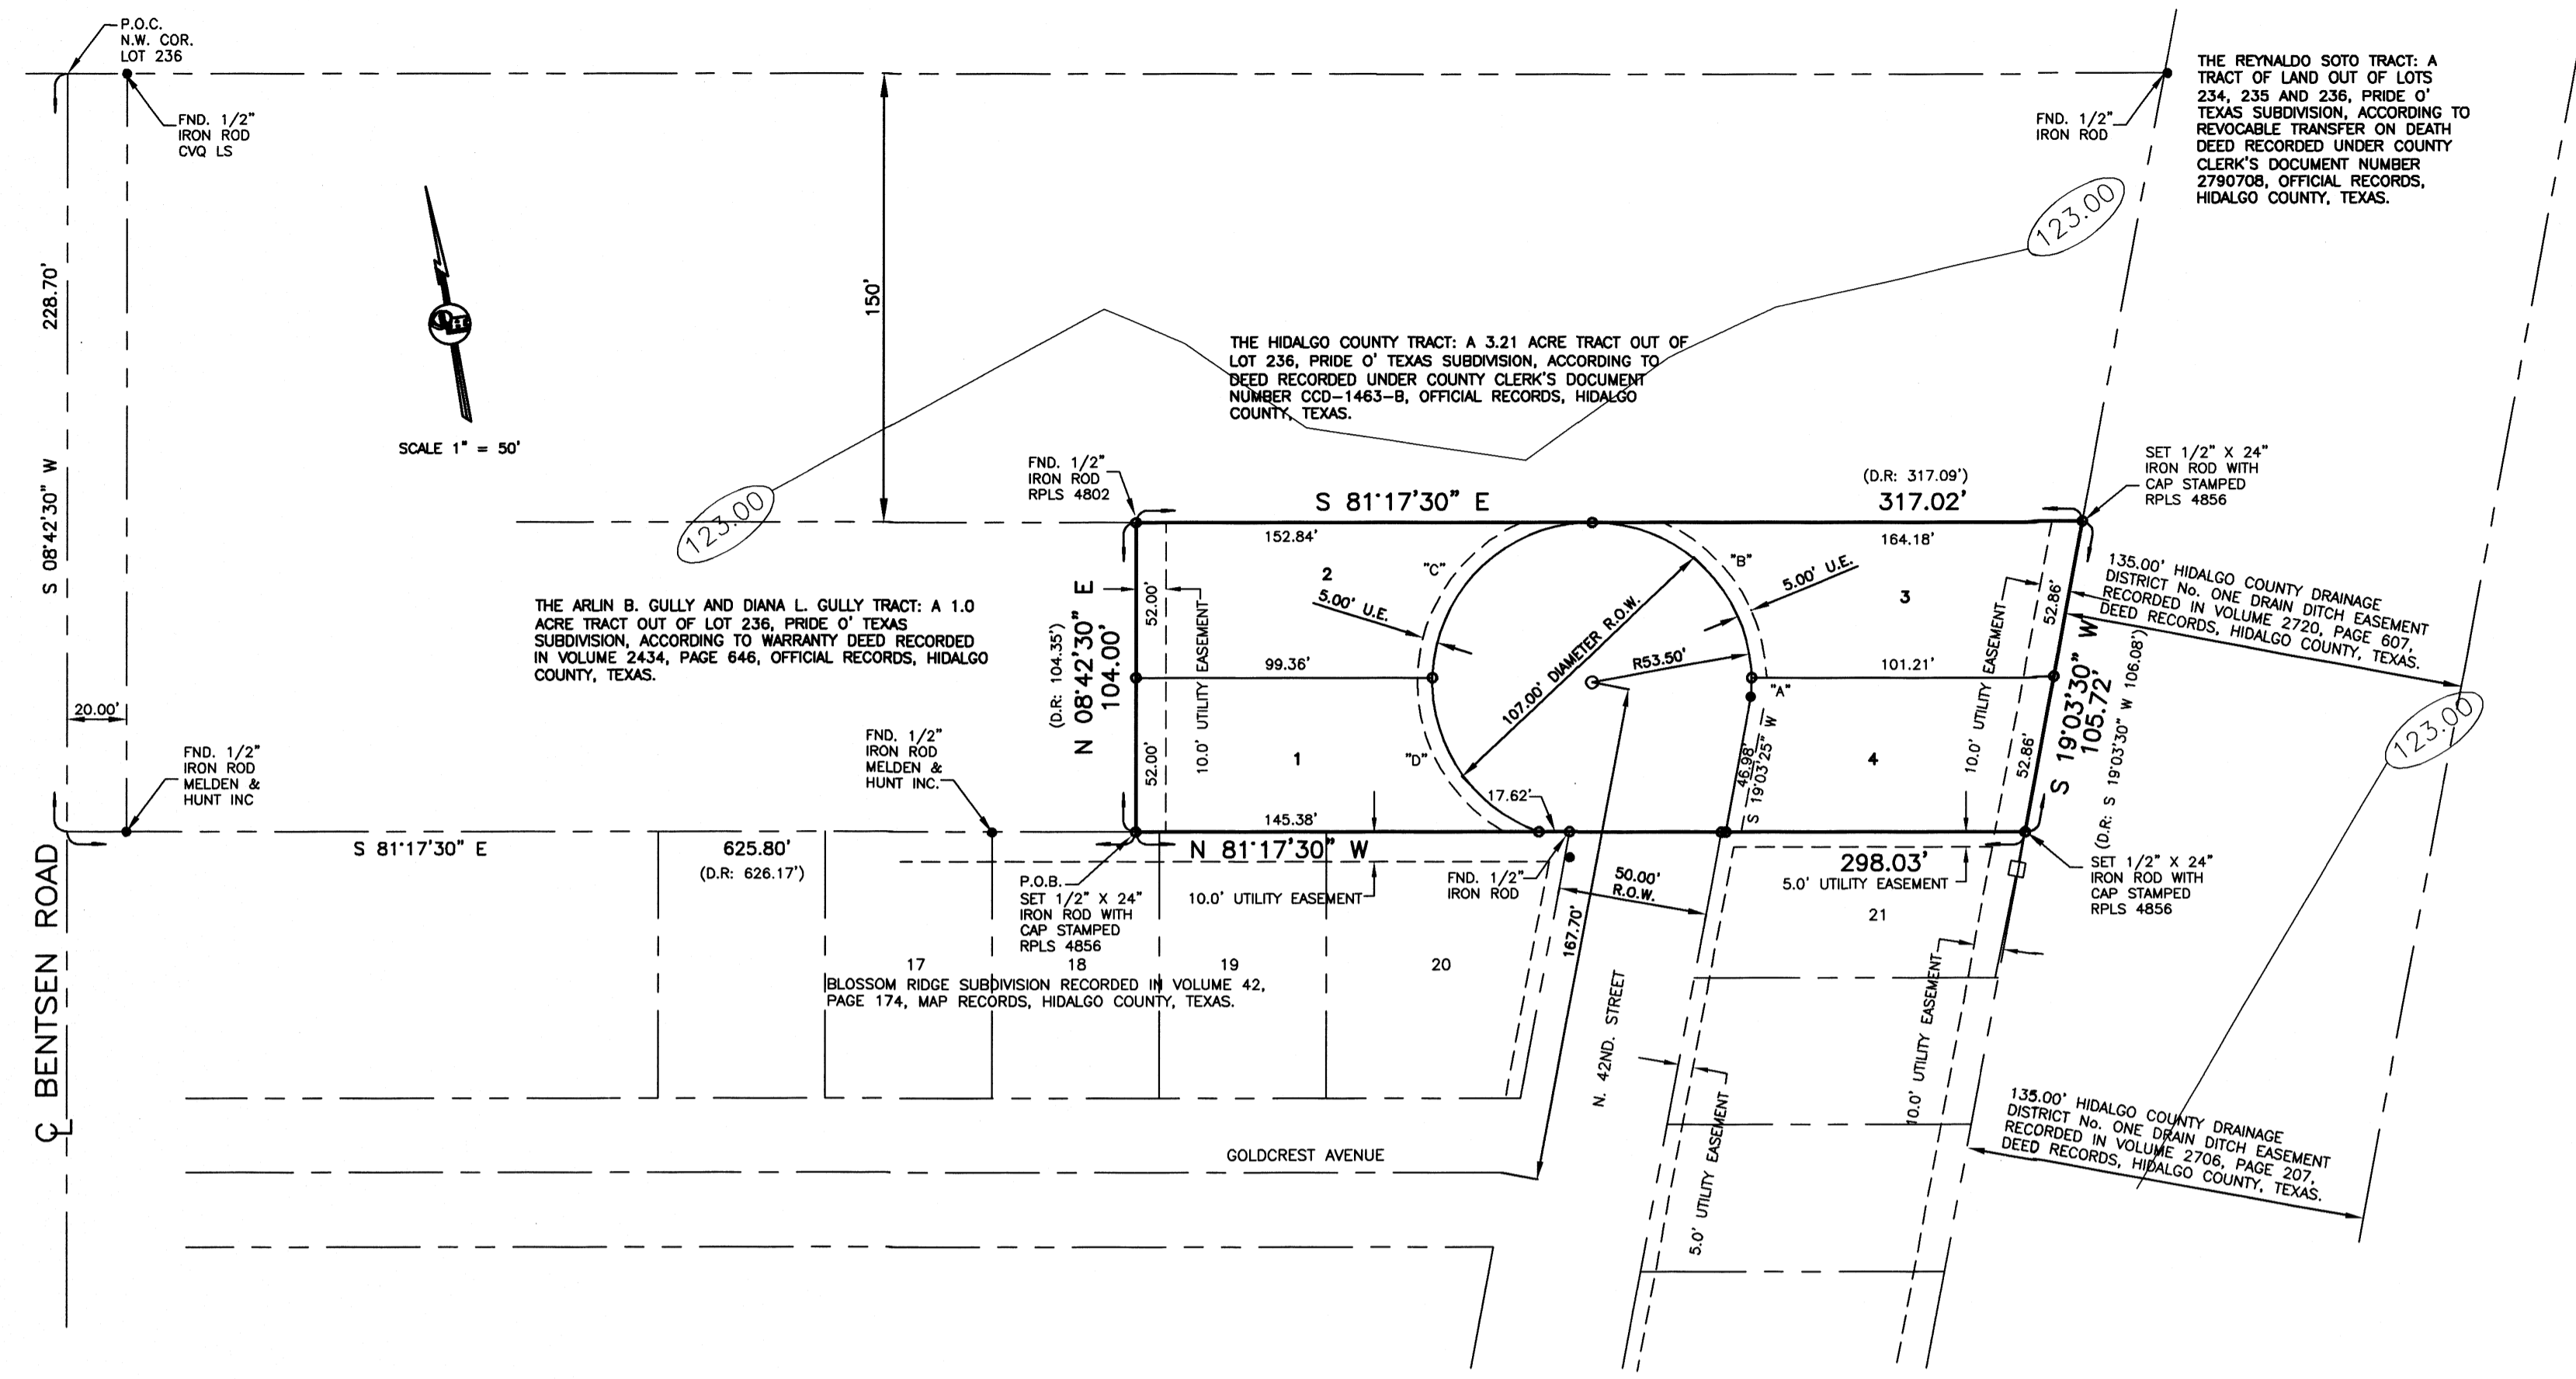 P.O.C.
N.W. COR.
LOT 236
FND. 1/2"
IRON ROD
CVQ LS
S 08°42'30" W 228.70'
SCALE 1" = 50'
150'
FND. 1/2"
IRON ROD
THE REYNALDO SOTO TRACT: A
TRACT OF LAND OUT OF LOTS
234, 235 AND 236, PRIDE O'
TEXAS SUBDIVISION, ACCORDING TO
REVOCABLE TRANSFER ON DEATH
DEED RECORDED UNDER COUNTY
CLERK'S DOCUMENT NUMBER
2790708, OFFICIAL RECORDS,
HIDALGO COUNTY, TEXAS.
123.00
THE HIDALGO COUNTY TRACT: A 3.21 ACRE TRACT OUT OF
LOT 236, PRIDE O' TEXAS SUBDIVISION, ACCORDING TO
DEED RECORDED UNDER COUNTY CLERK'S DOCUMENT
NUMBER CCD-1463-B, OFFICIAL RECORDS, HIDALGO
COUNTY, TEXAS.
123.00
FND. 1/2"
IRON ROD
RPLS 4802
S 81°17'30" E
(D.R: 317.09')
317.02'
SET 1/2" X 24"
IRON ROD WITH
CAP STAMPED
RPLS 4856
152.84'
164.18'
2
"C"
"B"
5.00' U.E.
5.00' U.E.
3
THE ARLIN B. GULLY AND DIANA L. GULLY TRACT: A 1.0
ACRE TRACT OUT OF LOT 236, PRIDE O' TEXAS
SUBDIVISION, ACCORDING TO WARRANTY DEED RECORDED
IN VOLUME 2434, PAGE 646, OFFICIAL RECORDS, HIDALGO
COUNTY, TEXAS.
(D.R: 104.35')
N 08°42'30" E
104.00'
52.00'
52.00'
10.0' UTILITY EASEMENT
99.36'
107.00' DIAMETER R.O.W.
R53.50'
101.21'
"A"
10.0' UTILITY EASEMENT
52.86'
52.86'
135.00' HIDALGO COUNTY DRAINAGE
DISTRICT No. ONE DRAIN DITCH EASEMENT
RECORDED IN VOLUME 2720, PAGE 607,
DEED RECORDS, HIDALGO COUNTY, TEXAS.
S 19°03'30" W
105.72'
(D.R: S 19°03'30" W 106.08')
123.00
20.00'
FND. 1/2"
IRON ROD
MELDEN &
HUNT INC
FND. 1/2"
IRON ROD
MELDEN &
HUNT INC.
1
"D"
17.62'
46.98'
S 19°03'25" W
4
145.38'
S 81°17'30" E
625.80'
(D.R: 626.17')
N 81°17'30" W
298.03'
P.O.B.
SET 1/2" X 24"
IRON ROD WITH
CAP STAMPED
RPLS 4856
10.0' UTILITY EASEMENT
FND. 1/2"
IRON ROD
50.00'
R.O.W.
5.0' UTILITY EASEMENT
21
SET 1/2" X 24"
IRON ROD WITH
CAP STAMPED
RPLS 4856
167.70'
17 18 19 20
BLOSSOM RIDGE SUBDIVISION RECORDED IN VOLUME 42,
PAGE 174, MAP RECORDS, HIDALGO COUNTY, TEXAS.
N. 42ND. STREET
10.0' UTILITY EASEMENT
5.0' UTILITY EASEMENT
135.00' HIDALGO COUNTY DRAINAGE
DISTRICT No. ONE DRAIN DITCH EASEMENT
RECORDED IN VOLUME 2706, PAGE 207,
DEED RECORDS, HIDALGO COUNTY, TEXAS.
GOLDCREST AVENUE
CL BENTSEN ROAD